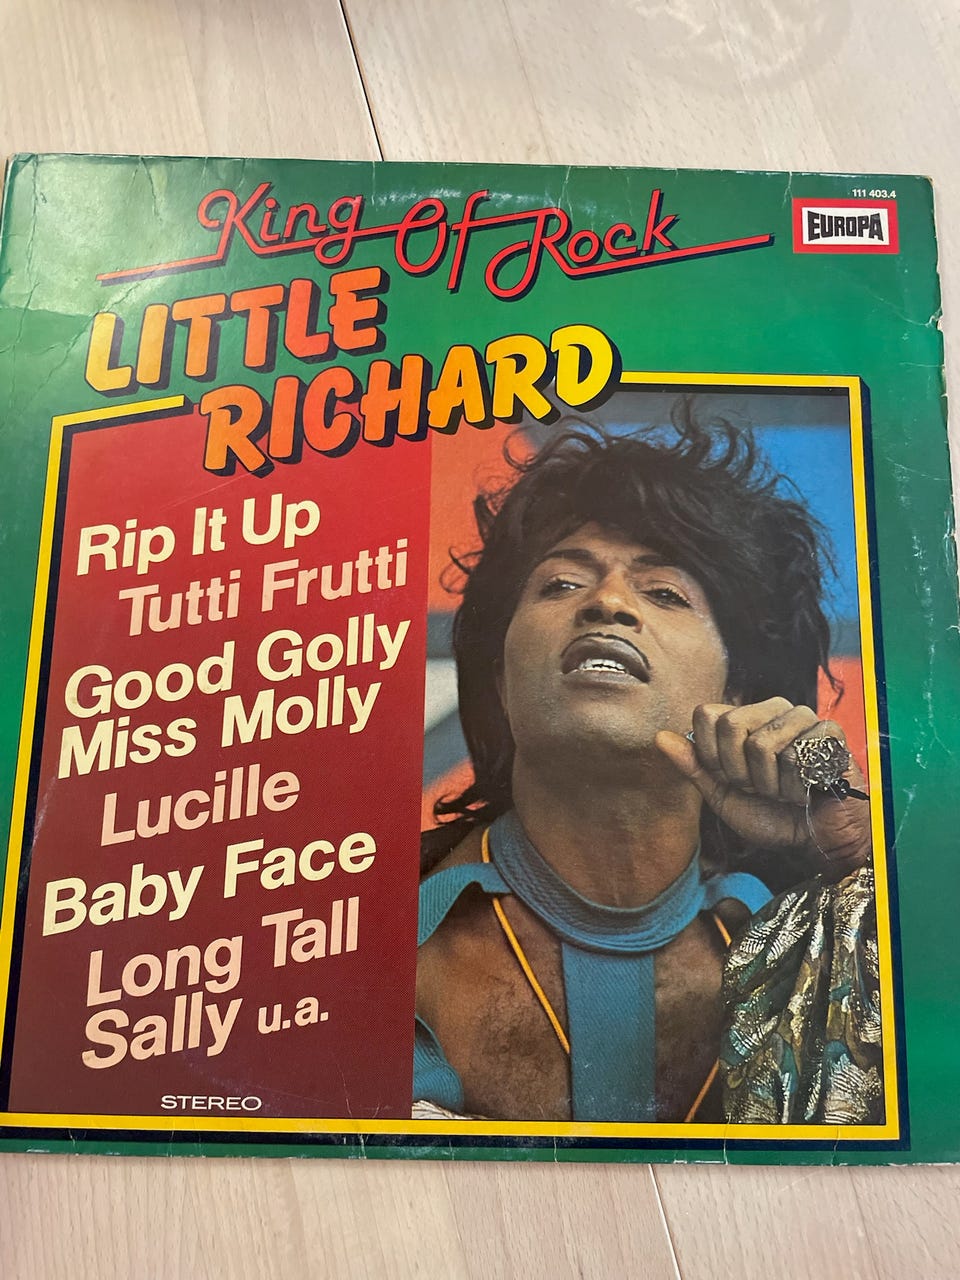 111 403.4
EUROPA
King Of Rock
LITTLE
RICHARD
Rip It Up
Tutti Frutti
Good Golly
Miss Molly
Lucille
Baby Face
Long Tall
Sally u.a.
STEREO